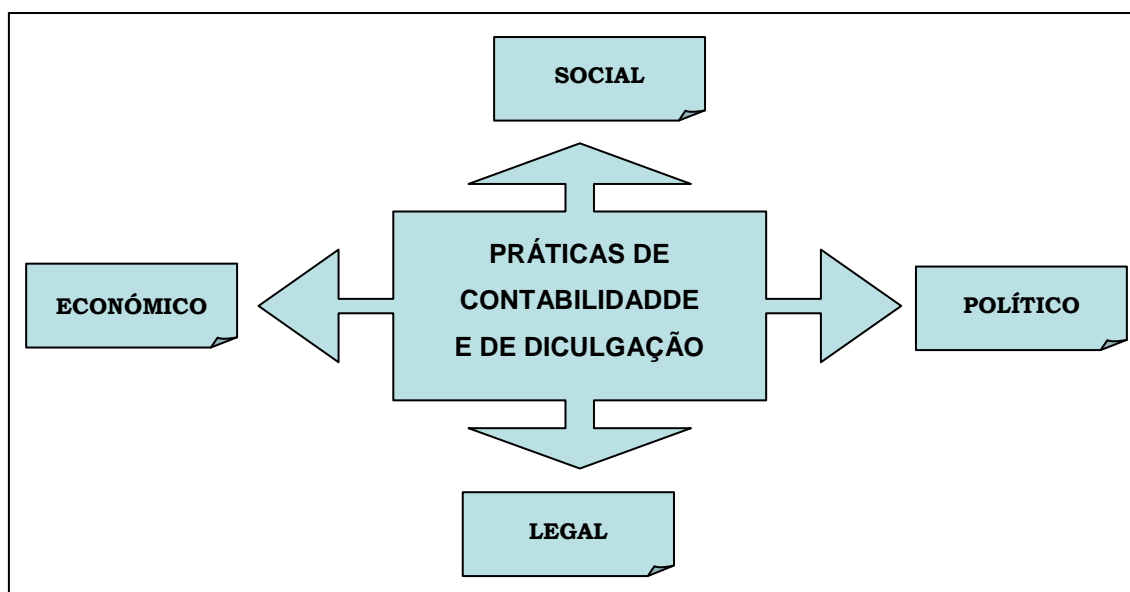 SOCIAL
PRÁTICAS DE
CONTABILIDADDE
E DE DICULGAÇÃO
ECONÓMICO
POLÍTICO
LEGAL